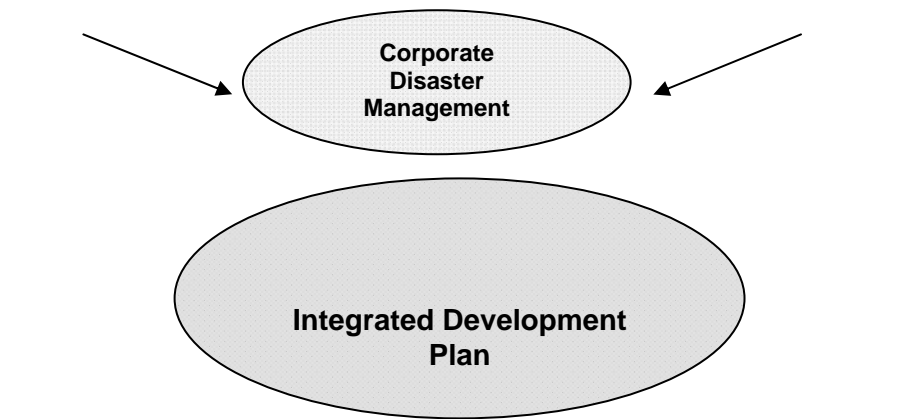 Corporate
Disaster
Management
Integrated Development
Plan